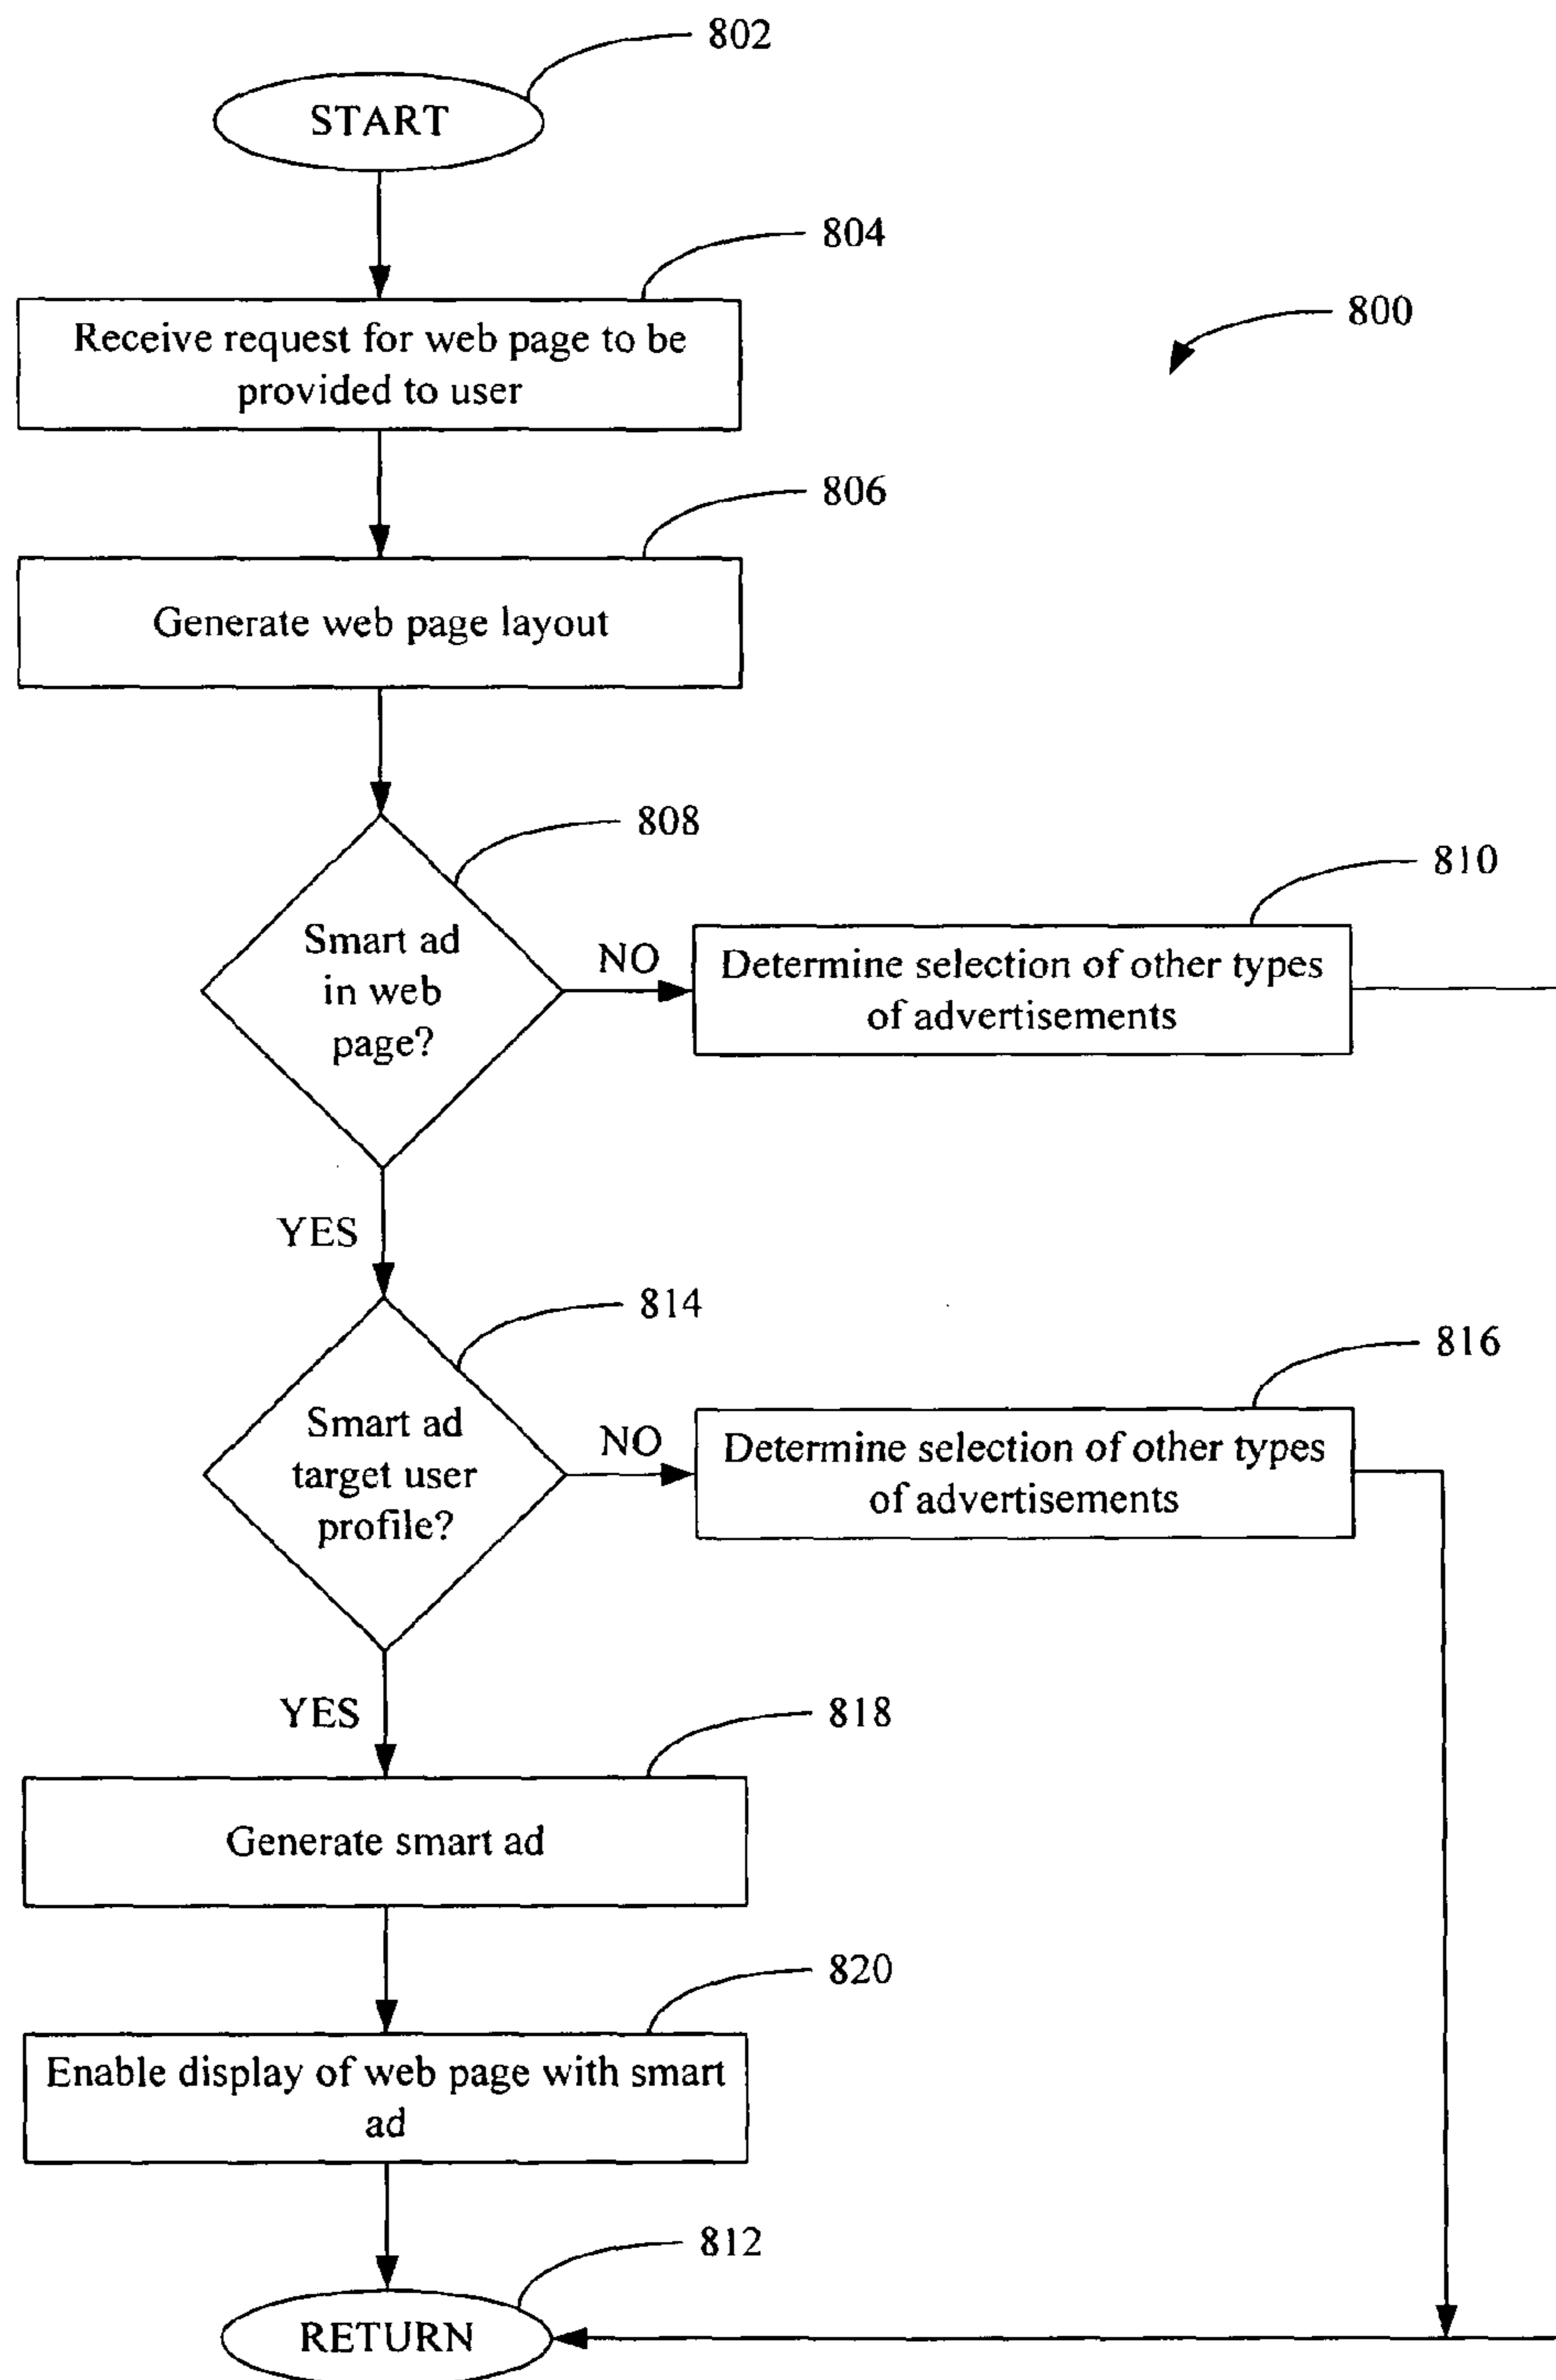 802
START
804
Receive request for web page to be
provided to user
800
806
Generate web page layout
808
Smart ad
in web
page?
NO
810
Determine selection of other types
of advertisements
YES
814
Smart ad
target user
profile?
NO
816
Determine selection of other types
of advertisements
YES
818
Generate smart ad
820
Enable display of web page with smart
ad
812
RETURN